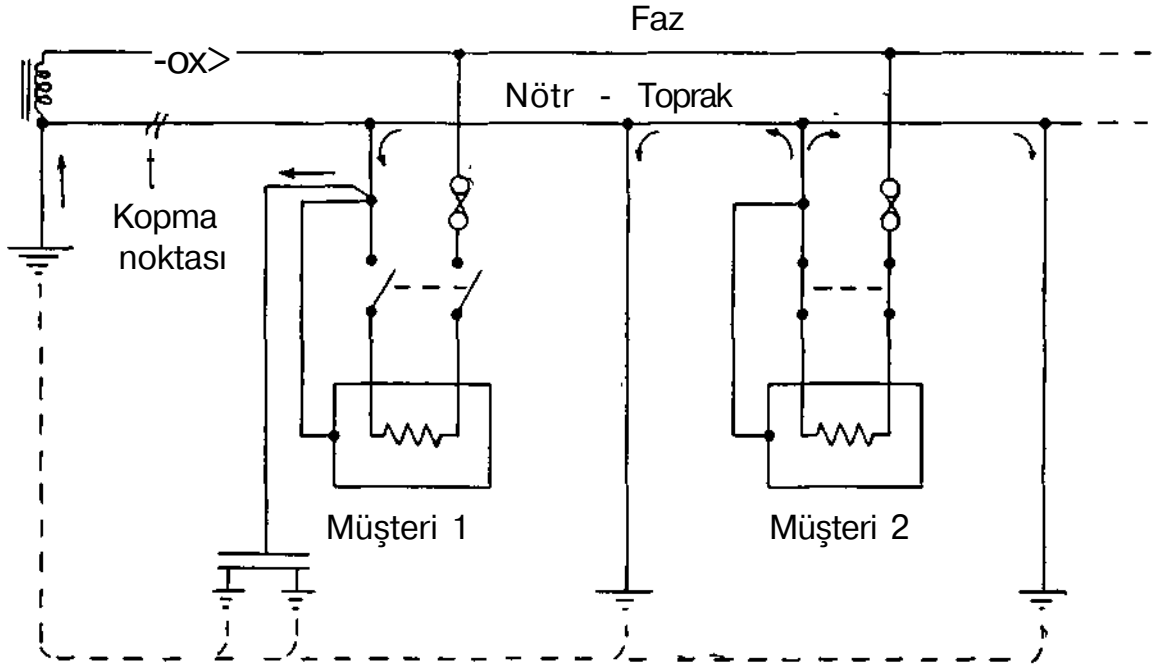 Faz
-ox>
Nötr - Toprak
Kopma
noktası
Müşteri 1
Müşteri 2